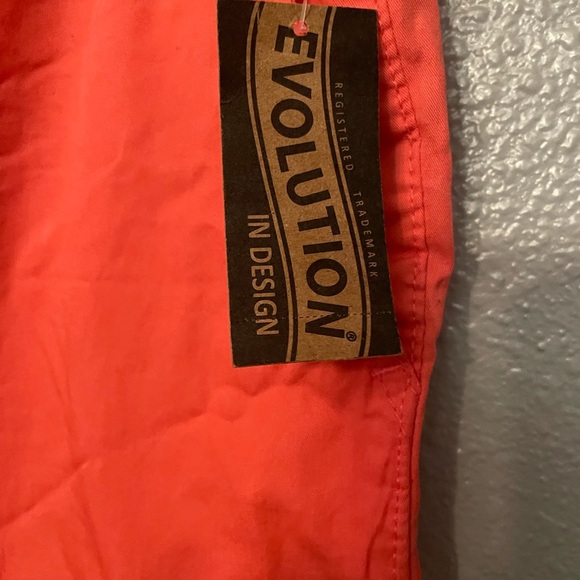 REGISTERED TRADEMARK
EVOLUTION®
IN DESIGN